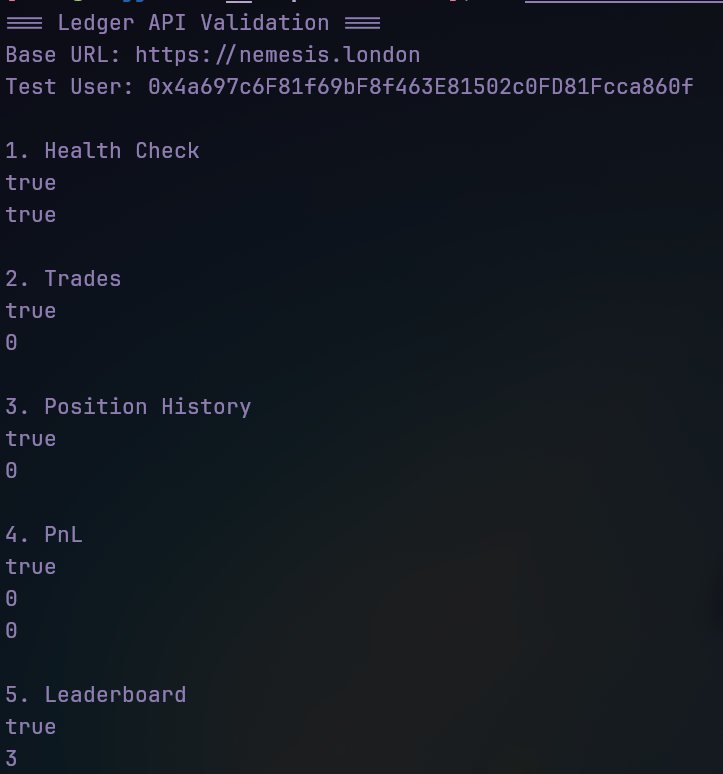 === Ledger API Validation ===
Base URL: https://nemesis.london
Test User: 0x4a697c6F81f69bF8f463E81502c0FD81Fcca860f
1. Health Check
true
true
2. Trades
true
0
3. Position History
true
0
4. PnL
true
0
0
5. Leaderboard
true
3